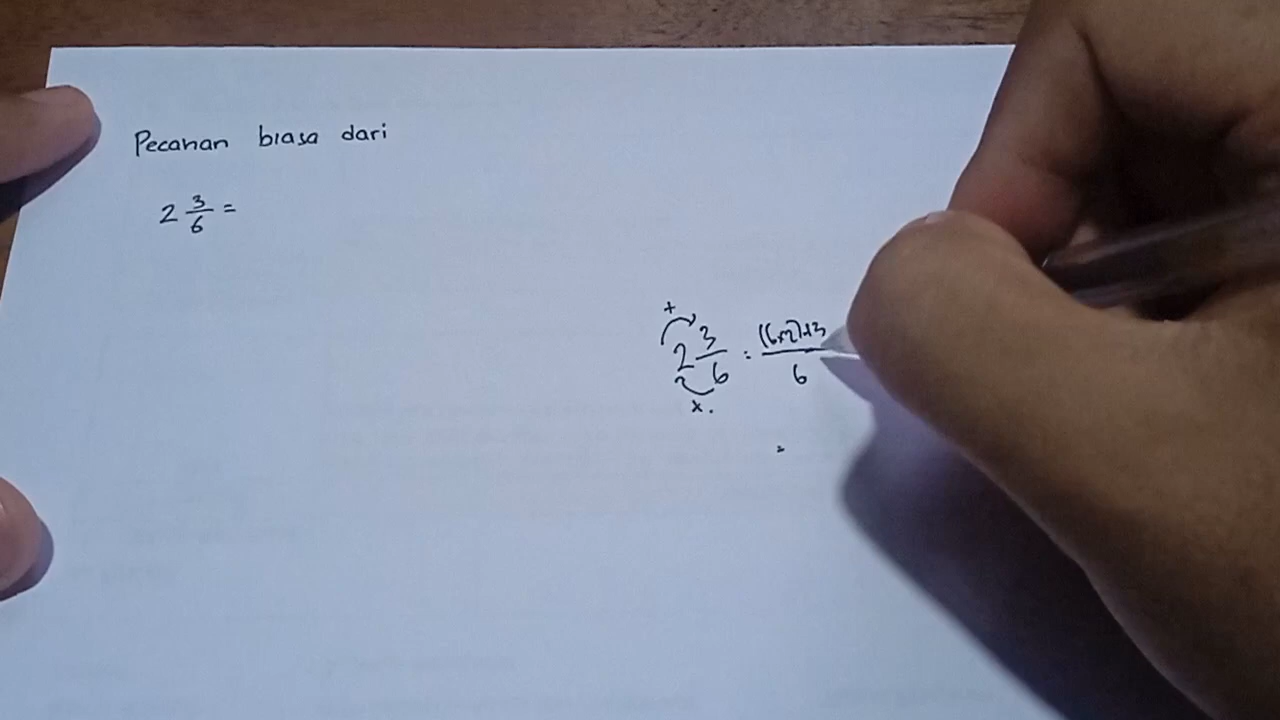 Pecahan biasa dari
2 3/6 =
+
2 3/6 = (6x2)+3/6
x.
=